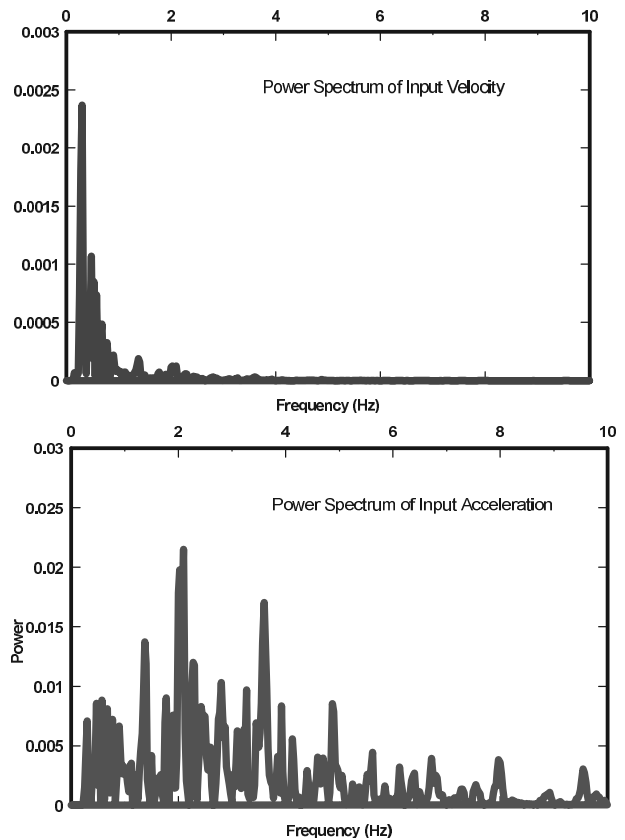 0 2 4 6 8 10
0.003
Power Spectrum of Input Velocity
0.0025
0.002
0.0015
0.001
0.0005
0
Frequency (Hz)
0 2 4 6 8 10
0.03
Power Spectrum of Input Acceleration
0.025
0.02
0.015
Power
0.01
0.005
0
Frequency (Hz)